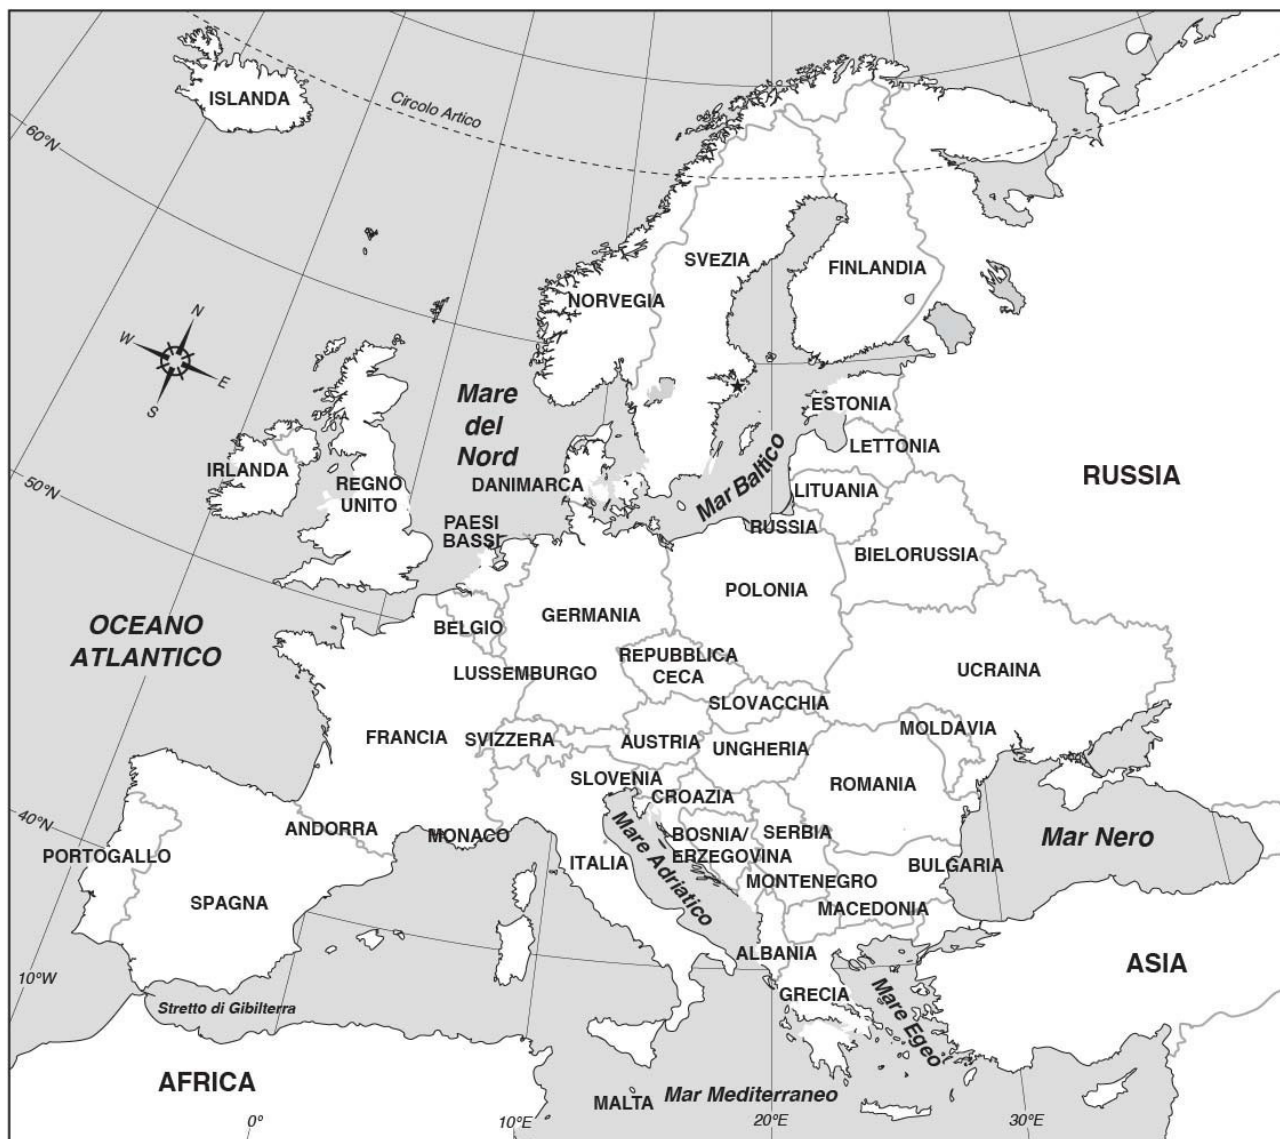 ISLANDA
Circolo Artico
60°N
SVEZIA
FINLANDIA
NORVEGIA
N
W
E
S
Mare
del
Nord
ESTONIA
LETTONIA
Mar Baltico
IRLANDA
REGNO
UNITO
DANIMARCA
LITUANIA
RUSSIA
50°N
PAESI
BASSI
RUSSIA
BIELORUSSIA
POLONIA
GERMANIA
BELGIO
OCEANO
ATLANTICO
REPUBBLICA
CECA
LUSSEMBURGO
UCRAINA
SLOVACCHIA
MOLDAVIA
FRANCIA
SVIZZERA
AUSTRIA
UNGHERIA
SLOVENIA
ROMANIA
CROAZIA
40°N
ANDORRA
MONACO
BOSNIA/
ERZEGOVINA
SERBIA
Mar Nero
PORTOGALLO
ITALIA
Mare Adriatico
BULGARIA
MONTENEGRO
SPAGNA
MACEDONIA
ALBANIA
ASIA
10°W
GRECIA
Mare Egeo
Stretto di Gibilterra
AFRICA
MALTA
Mar Mediterraneo
0°
10°E
20°E
30°E